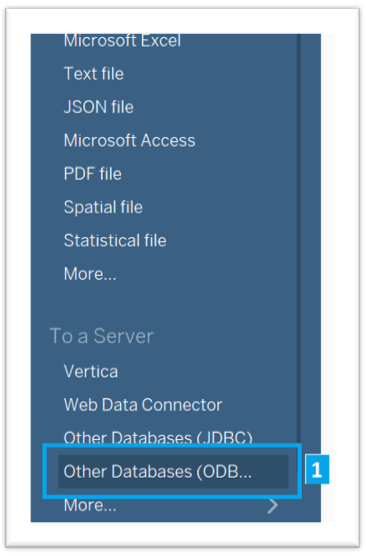 Microsoft Excel
Text file
JSON file
Microsoft Access
PDF file
Spatial file
Statistical file
More...
To a Server
Vertica
Web Data Connector
Other Databases (JDBC)
Other Databases (ODB...
1
More...